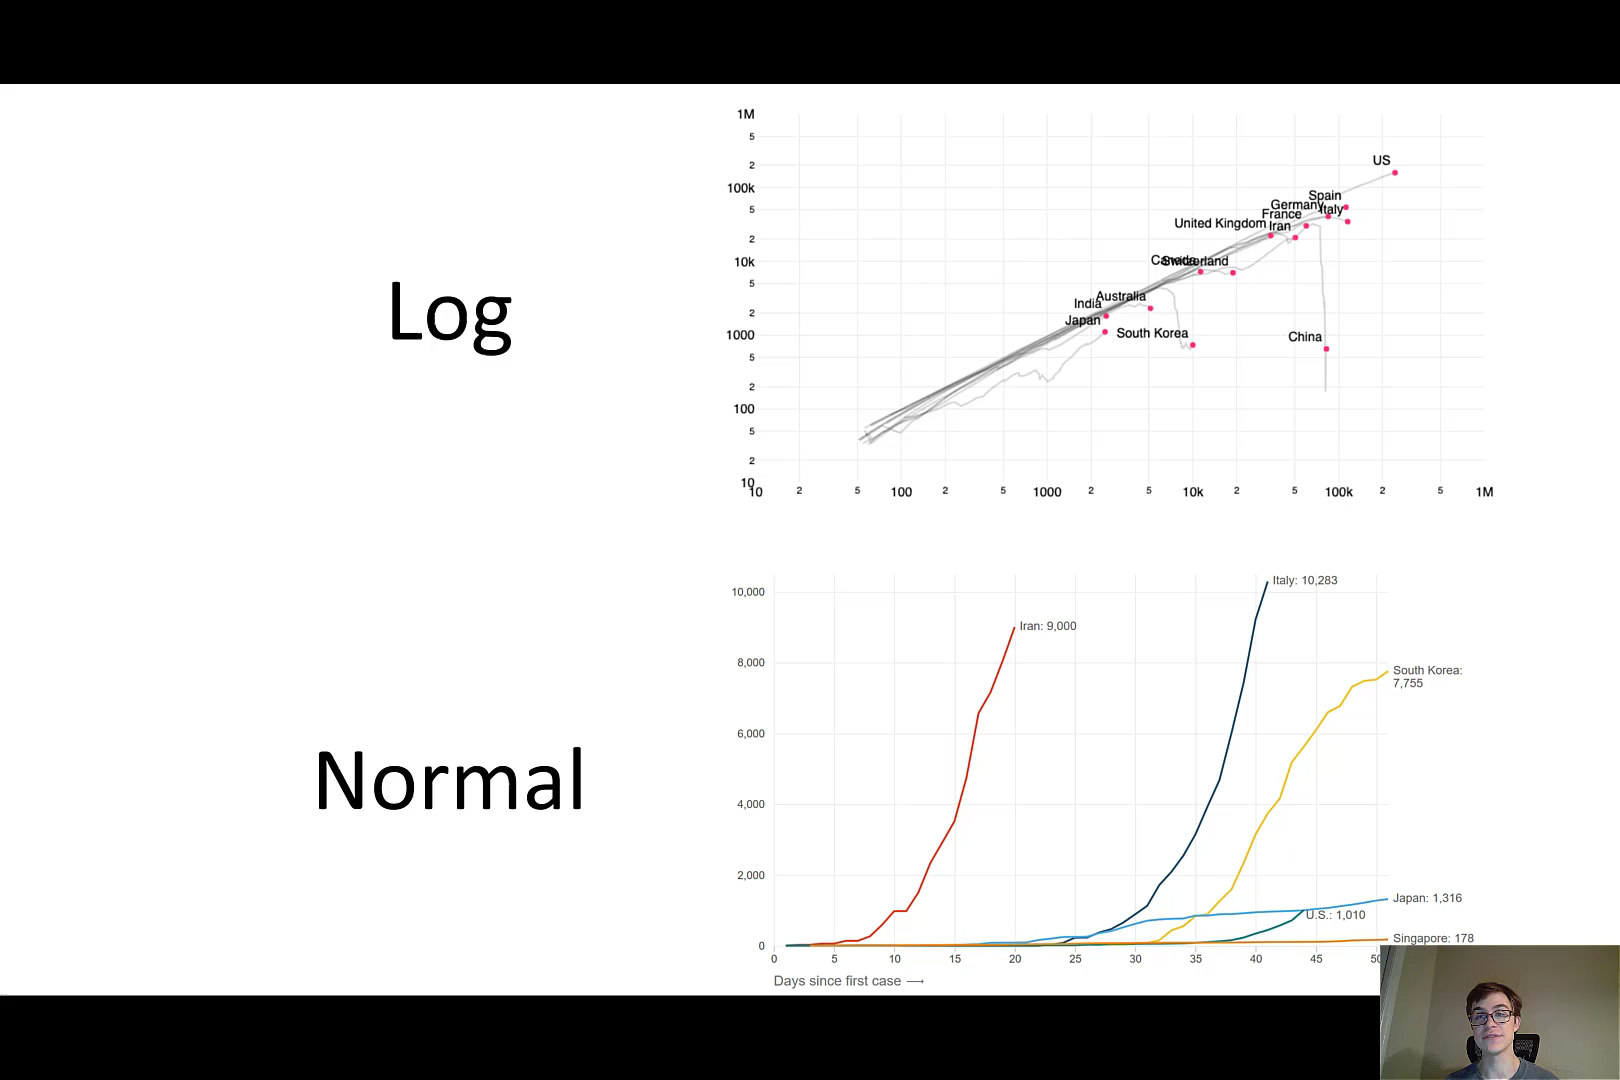 Log
1M
5
2
100k
5
2
10k
5
2
1000
5
2
100
5
2
10
10
2
5
100
2
5
1000
2
5
10k
2
5
100k
2
5
1M
US
Spain
Germany
Italy
France
United Kingdom
Iran
Canada
Switzerland
Australia
India
Japan
South Korea
China
Normal
10,000
8,000
6,000
4,000
2,000
0
Italy: 10,283
Iran: 9,000
South Korea:
7,755
Japan: 1,316
U.S.: 1,010
Singapore: 178
0 5 10 15 20 25 30 35 40 45 50
Days since first case →